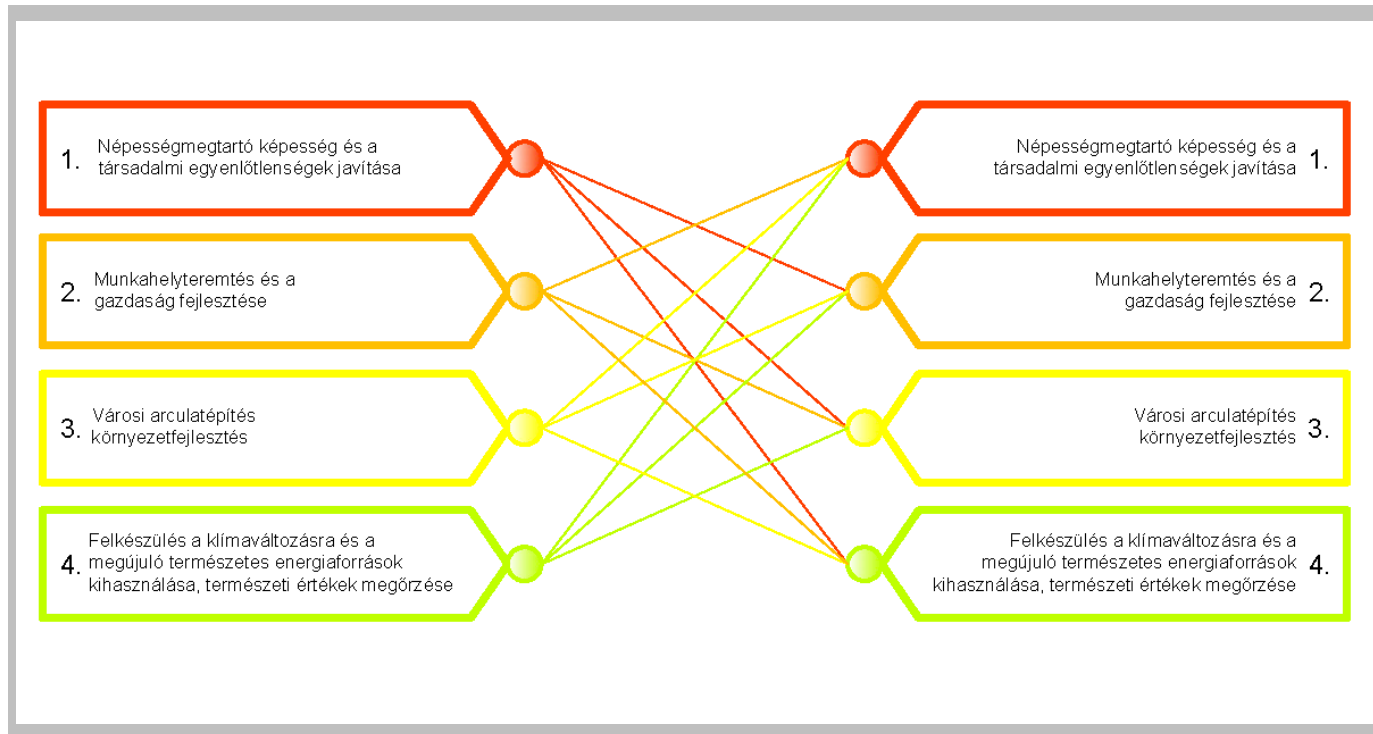 1. Népességmegtartó képesség és a
társadalmi egyenlőtlenségek javítása
2. Munkahelyteremtés és a
gazdaság fejlesztése
3. Városi arculatépítés
környezetfejlesztés
4. Felkészülés a klímaváltozásra és a
megújuló természetes energiaforrások
kihasználása, természeti értékek megőrzése
Népességmegtartó képesség és a
társadalmi egyenlőtlenségek javítása 1.
Munkahelyteremtés és a
gazdaság fejlesztése 2.
Városi arculatépítés
környezetfejlesztés 3.
Felkészülés a klímaváltozásra és a
megújuló természetes energiaforrások
kihasználása, természeti értékek megőrzése 4.